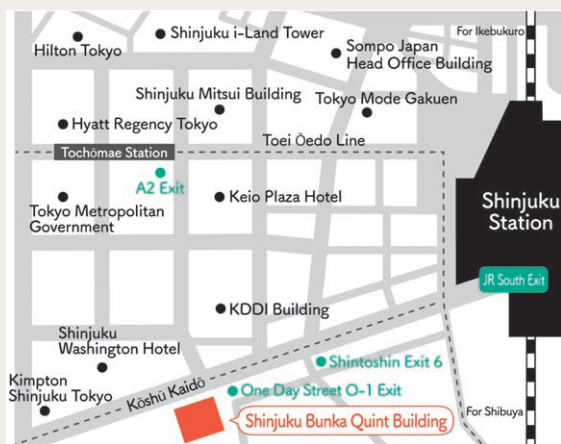 For Ikebukuro
Shinjuku i-Land Tower
Hilton Tokyo
Sompo Japan
Head Office Building
Shinjuku Mitsui Building
Tokyo Mode Gakuen
Hyatt Regency Tokyo
Toei Ōedo Line
Tochōmae Station
A2 Exit
Keio Plaza Hotel
Tokyo Metropolitan
Government
Shinjuku
Station
JR South Exit
KDDI Building
Shinjuku
Washington Hotel
Shintoshin Exit 6
Kimpton
Shinjuku Tokyo
Kōshū Kaidō
One Day Street O-1 Exit
For Shibuya
Shinjuku Bunka Quint Building